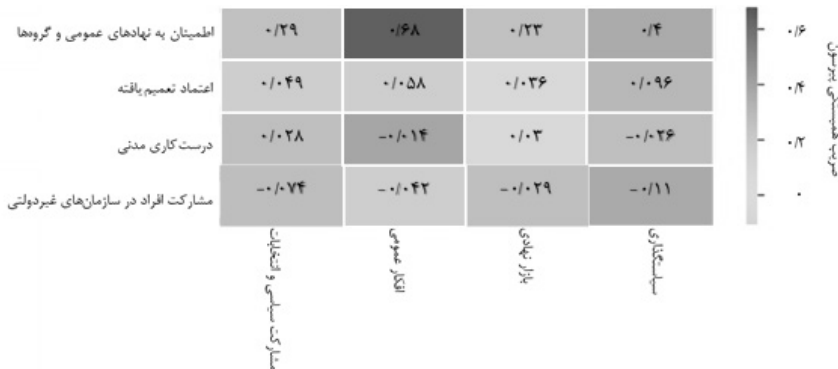 اطمینان به نهادهای عمومی و گروه‌ها ۰/۲۹ ۰/۶۸ ۰/۲۳ ۰/۴
اعتماد تعمیم یافته ۰/۰۴۹ ۰/۰۵۸ ۰/۰۳۶ ۰/۰۹۶
درست کاری مدنی ۰/۰۲۸ −۰/۰۱۴ ۰/۰۳ −۰/۰۲۶
مشارکت افراد در سازمان‌های غیردولتی −۰/۰۷۴ −۰/۰۴۲ −۰/۰۲۹ −۰/۱۱
مشارکت سیاسی و انتخابات
افکار عمومی
بازار نهادی
سیاستگذاری
۰/۶
۰/۴
۰/۲
۰
ضریب همبستگی پیرسون